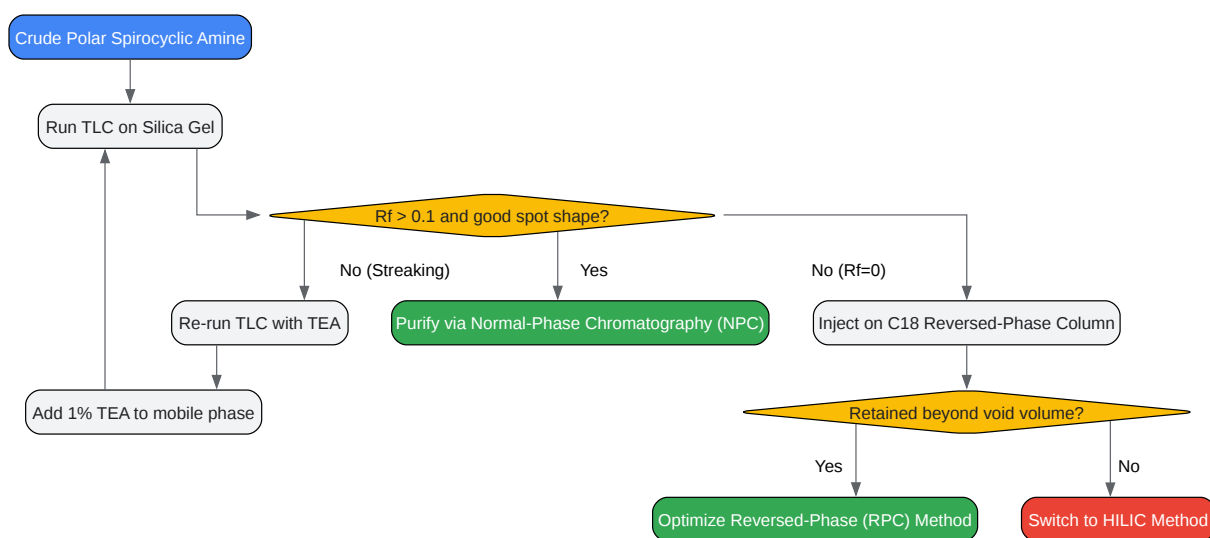 Crude Polar Spirocyclic Amine
Run TLC on Silica Gel
Rf > 0.1 and good spot shape?
No (Streaking)
Yes
No (Rf=0)
Re-run TLC with TEA
Purify via Normal-Phase Chromatography (NPC)
Inject on C18 Reversed-Phase Column
Add 1% TEA to mobile phase
Retained beyond void volume?
Yes
No
Optimize Reversed-Phase (RPC) Method
Switch to HILIC Method